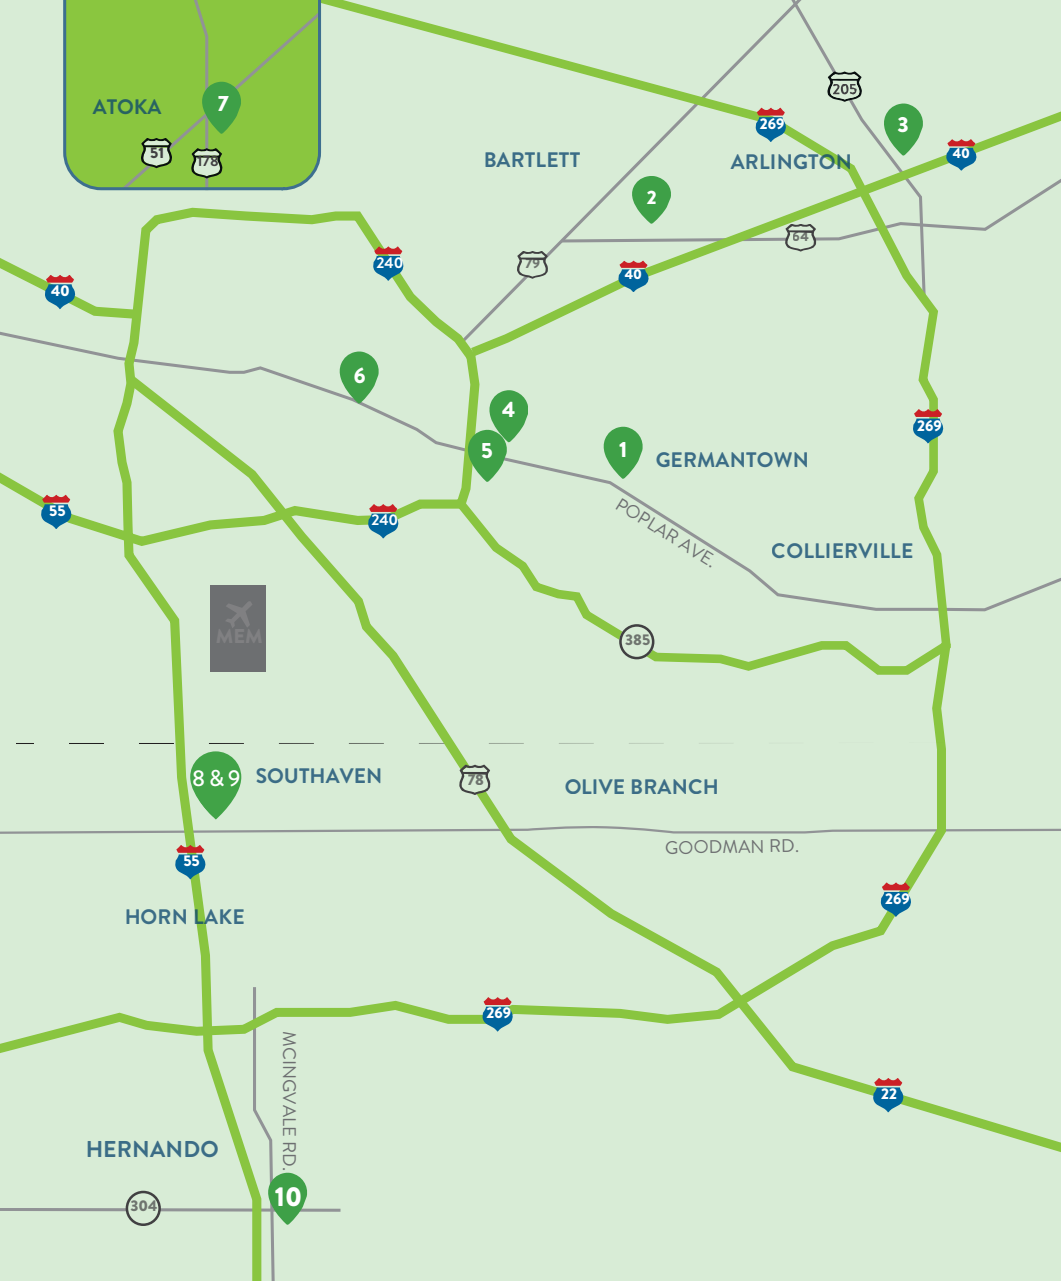 205
7
ATOKA
269
3
51
178
BARTLETT
ARLINGTON
40
2
64
240
79
40
40
6
4
269
5
1
GERMANTOWN
55
240
POPLAR AVE.
COLLIERVILLE
MEM
385
8 & 9
SOUTHAVEN
78
OLIVE BRANCH
GOODMAN RD.
55
269
HORN LAKE
269
MCINGVALE RD.
22
HERNANDO
10
304